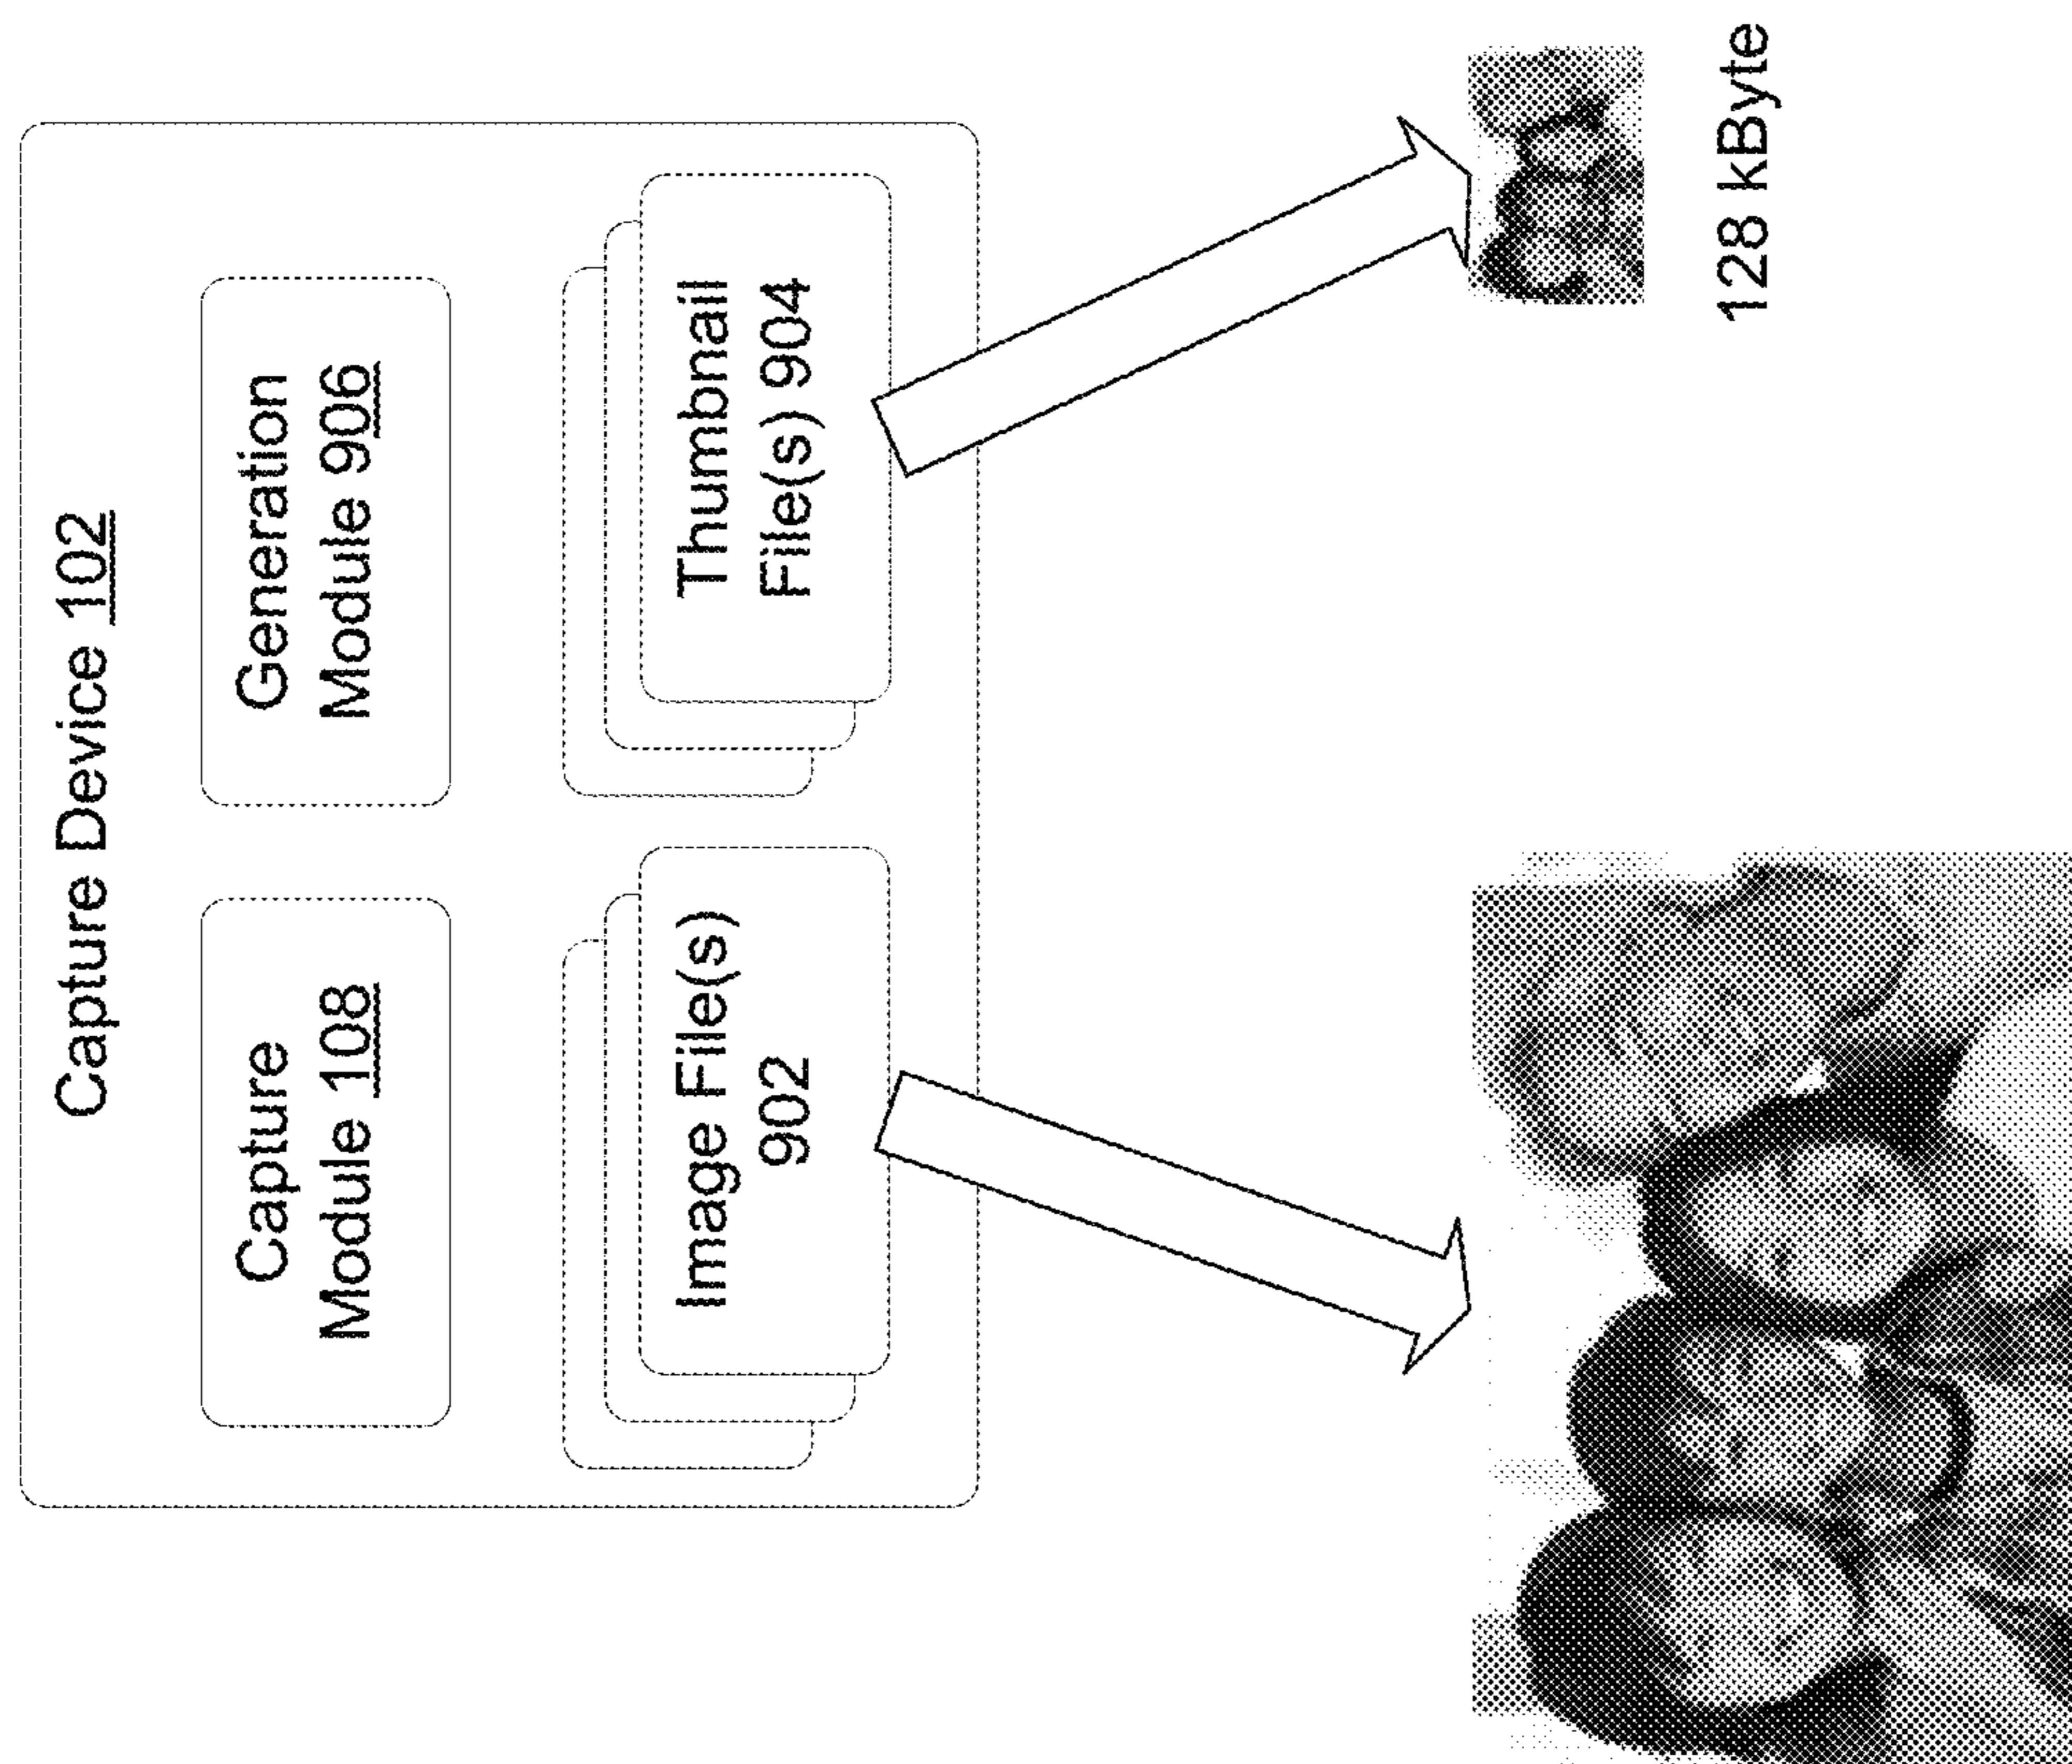 Capture Device 102
Capture
Module 108
Generation
Module 906
Image File(s)
902
Thumbnail
File(s) 904
128 kByte